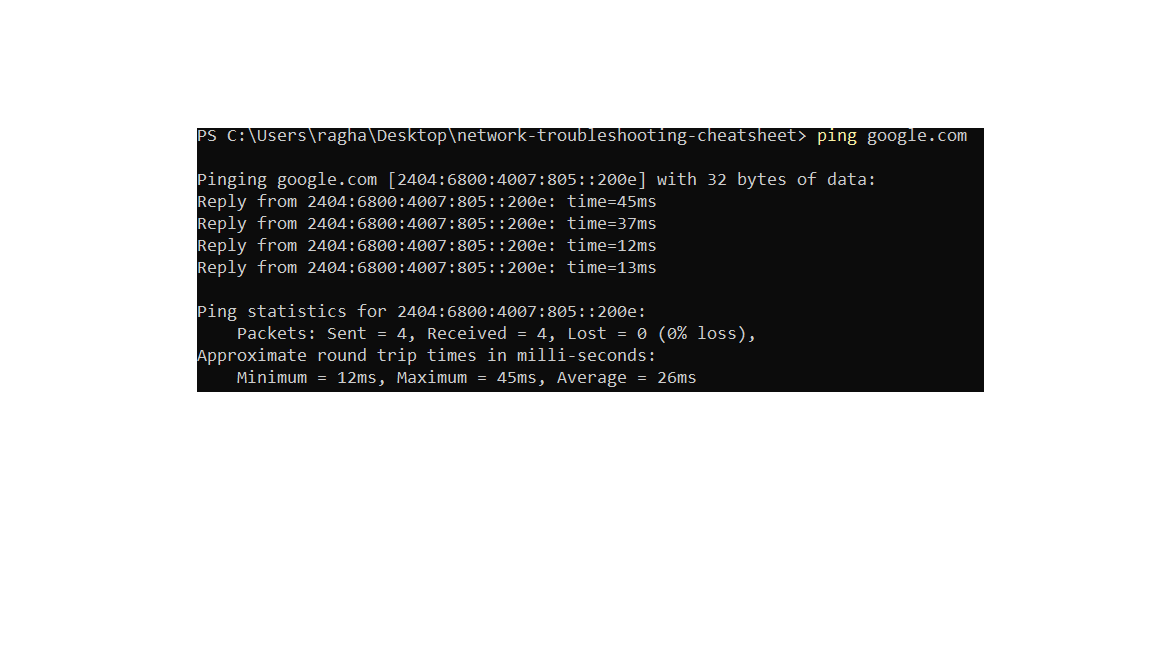 PS C:\Users\ragha\Desktop\network-troubleshooting-cheatsheet> ping google.com
Pinging google.com [2404:6800:4007:805::200e] with 32 bytes of data:
Reply from 2404:6800:4007:805::200e: time=45ms
Reply from 2404:6800:4007:805::200e: time=37ms
Reply from 2404:6800:4007:805::200e: time=12ms
Reply from 2404:6800:4007:805::200e: time=13ms
Ping statistics for 2404:6800:4007:805::200e:
    Packets: Sent = 4, Received = 4, Lost = 0 (0% loss),
Approximate round trip times in milli-seconds:
    Minimum = 12ms, Maximum = 45ms, Average = 26ms